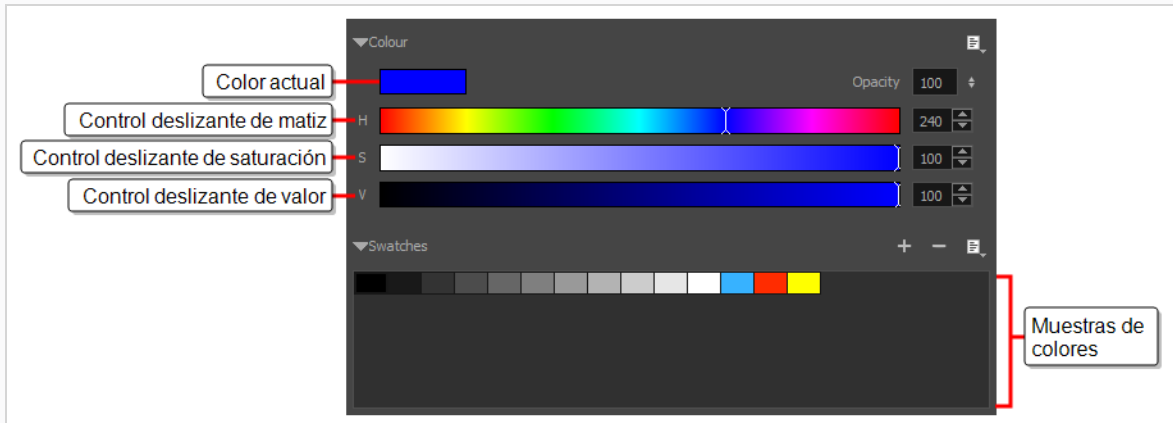 Colour
Color actual
Opacity 100
Control deslizante de matiz H 240
Control deslizante de saturación S 100
Control deslizante de valor V 100
Swatches
Muestras de
colores